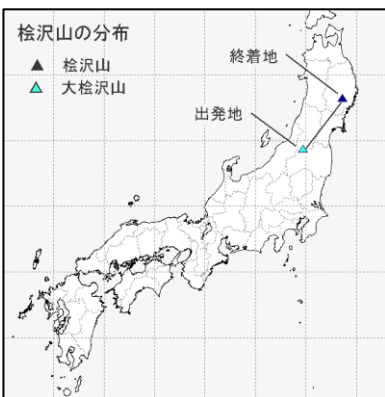 桧沢山の分布
▲ 桧沢山
△ 大桧沢山
終着地
出発地